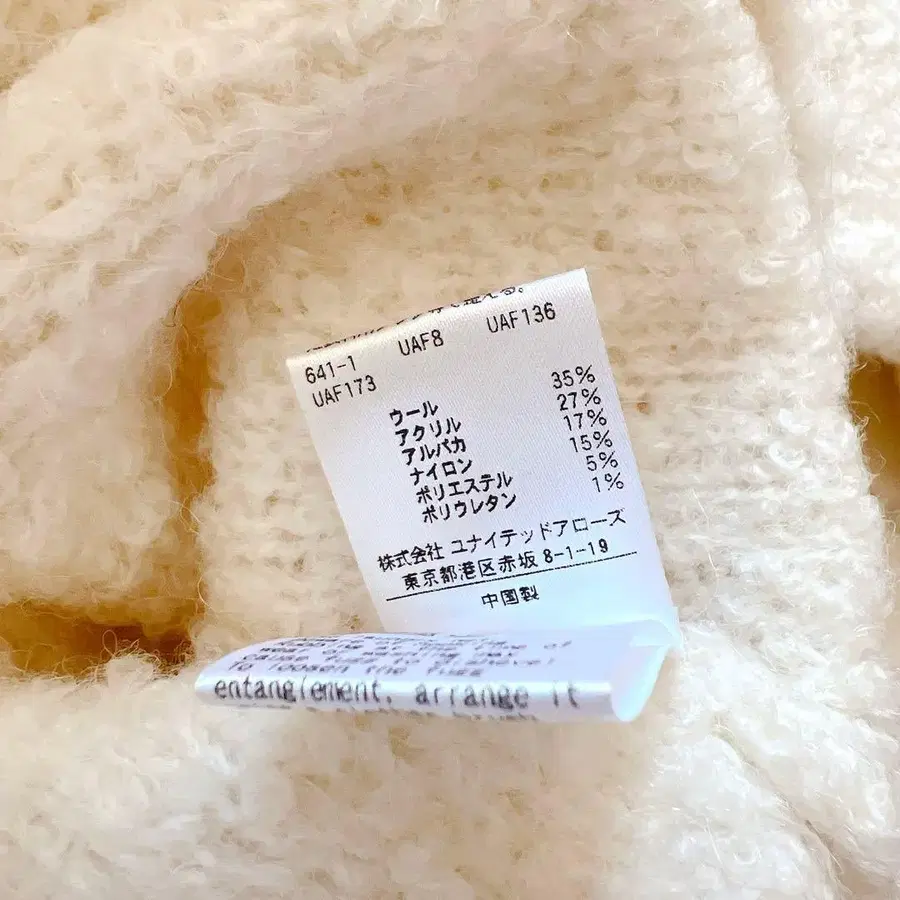 641-1 UAF8 UAF136
UAF173
ウール 35%
アクリル 27%
アルパカ 17%
ナイロン 15%
ポリエステル 5%
ポリウレタン 1%
株式会社 ユナイテッドアローズ
東京都港区赤坂 8-1-19
中国製
To loosen the fuzz
entanglement, arrange it